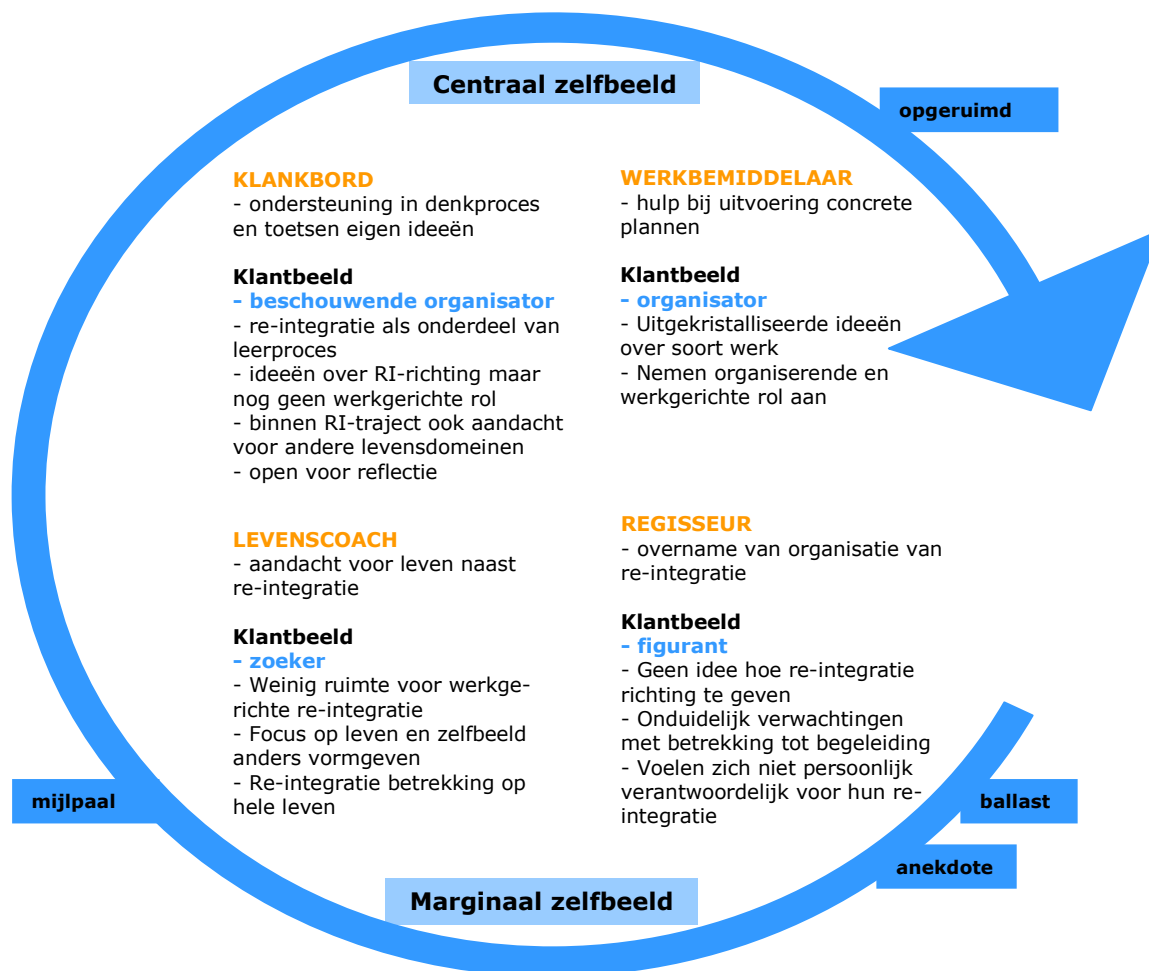 Centraal zelfbeeld
opgeruimd
KLANKBORD
- ondersteuning in denkproces
en toetsen eigen ideeën
Klantbeeld
- beschouwende organisator
- re-integratie als onderdeel van
leerproces
- ideeën over RI-richting maar
nog geen werkgerichte rol
- binnen RI-traject ook aandacht
voor andere levensdomeinen
- open voor reflectie
WERKBEMIDDELAAR
- hulp bij uitvoering concrete
plannen
Klantbeeld
- organisator
- Uitgekristalliseerde ideeën
over soort werk
- Nemen organiserende en
werkgerichte rol aan
LEVENSCOACH
- aandacht voor leven naast
re-integratie
Klantbeeld
- zoeker
- Weinig ruimte voor werkge-
richte re-integratie
- Focus op leven en zelfbeeld
anders vormgeven
- Re-integratie betrekking op
hele leven
REGISSEUR
- overname van organisatie van
re-integratie
Klantbeeld
- figurant
- Geen idee hoe re-integratie
richting te geven
- Onduidelijk verwachtingen
met betrekking tot begeleiding
- Voelen zich niet persoonlijk
verantwoordelijk voor hun re-
integratie
mijlpaal
ballast
anekdote
Marginaal zelfbeeld